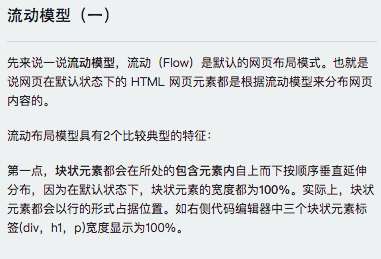 流动模型（一）
先来说一说流动模型，流动（Flow）是默认的网页布局模式。也就是
说网页在默认状态下的 HTML 网页元素都是根据流动模型来分布网页
内容的。
流动布局模型具有2个比较典型的特征：
第一点，块状元素都会在所处的包含元素内自上而下按顺序垂直延伸
分布，因为在默认状态下，块状元素的宽度都为100%。实际上，块状
元素都会以行的形式占据位置。如右侧代码编辑器中三个块状元素标
签(div，h1，p)宽度显示为100%。